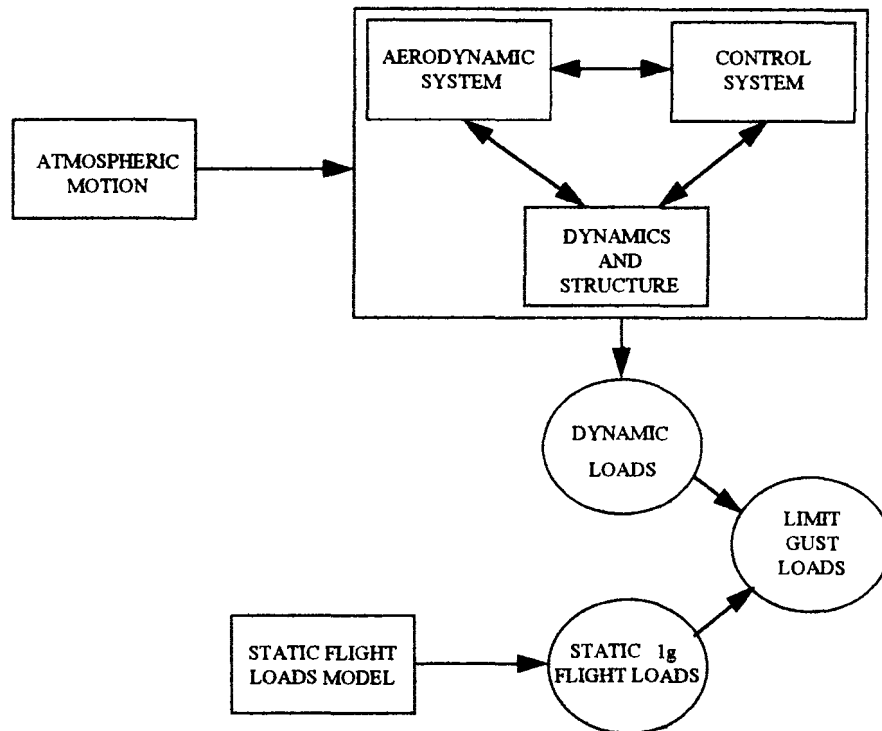 AERODYNAMIC
SYSTEM
CONTROL
SYSTEM
ATMOSPHERIC
MOTION
DYNAMICS
AND
STRUCTURE
DYNAMIC
LOADS
LIMIT
GUST
LOADS
STATIC FLIGHT
LOADS MODEL
STATIC 1g
FLIGHT LOADS